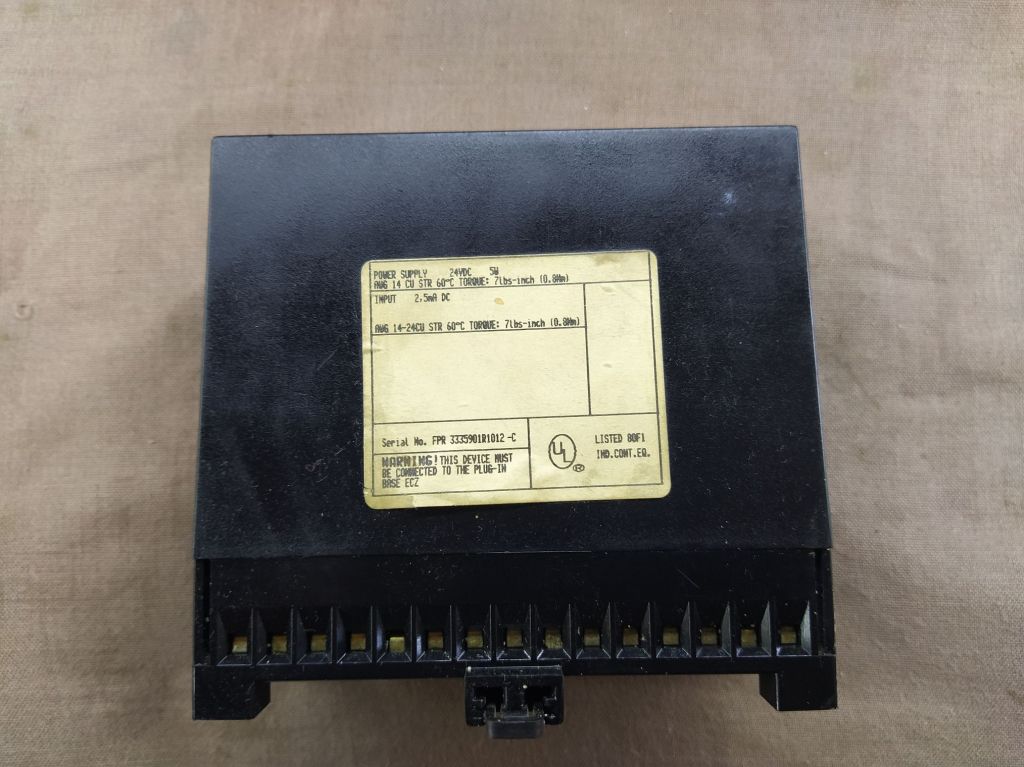 POWER SUPPLY 24VDC 5W
AWG 14 CU STR 60°C TORQUE: 7lbs-inch (0.8Nm)
INPUT 2,5mA DC
AWG 14-24CU STR 60°C TORQUE: 7lbs-inch (0.8Nm)
Serial No. FPR 3335901R1012 -C
WARNING! THIS DEVICE MUST
BE CONNECTED TO THE PLUG-IN
BASE ECZ
UL ®
LISTED 80F1
IND.CONT.EQ.